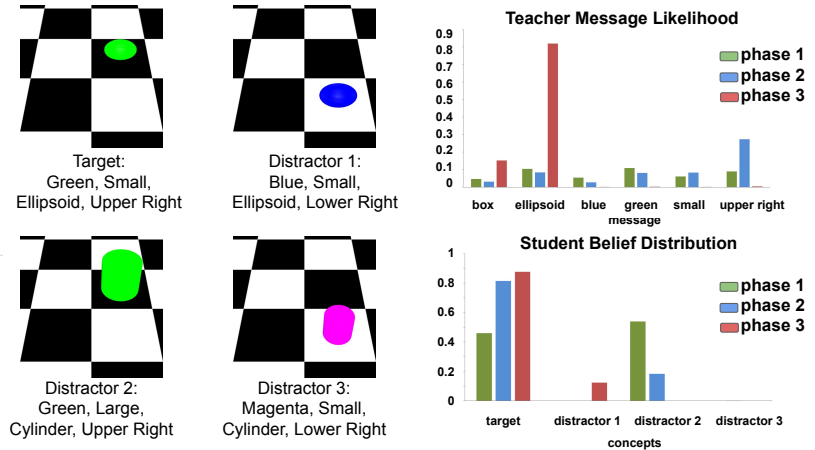 Target:
Green, Small,
Ellipsoid, Upper Right
Distractor 1:
Blue, Small,
Ellipsoid, Lower Right
Distractor 2:
Green, Large,
Cylinder, Upper Right
Distractor 3:
Magenta, Small,
Cylinder, Lower Right
Teacher Message Likelihood
0.9
0.8
0.7
0.6
0.5
0.4
0.3
0.2
0.1
0
phase 1
phase 2
phase 3
box ellipsoid blue green small upper right
message
Student Belief Distribution
1
0.8
0.6
0.4
0.2
0
phase 1
phase 2
phase 3
target distractor 1 distractor 2 distractor 3
concepts